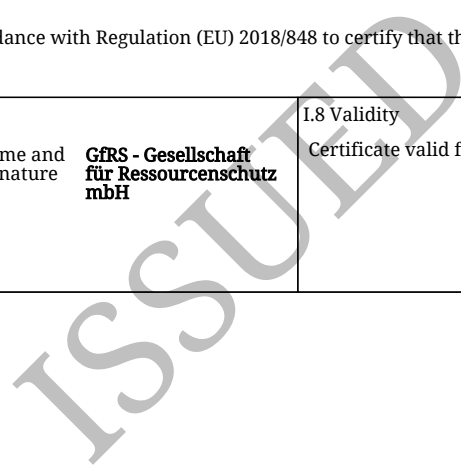 lance with Regulation (EU) 2018/848 to certify that th
me and
nature
GfRS - Gesellschaft
für Ressourcenschutz
mbH
I.8 Validity
Certificate valid f
ISSUED